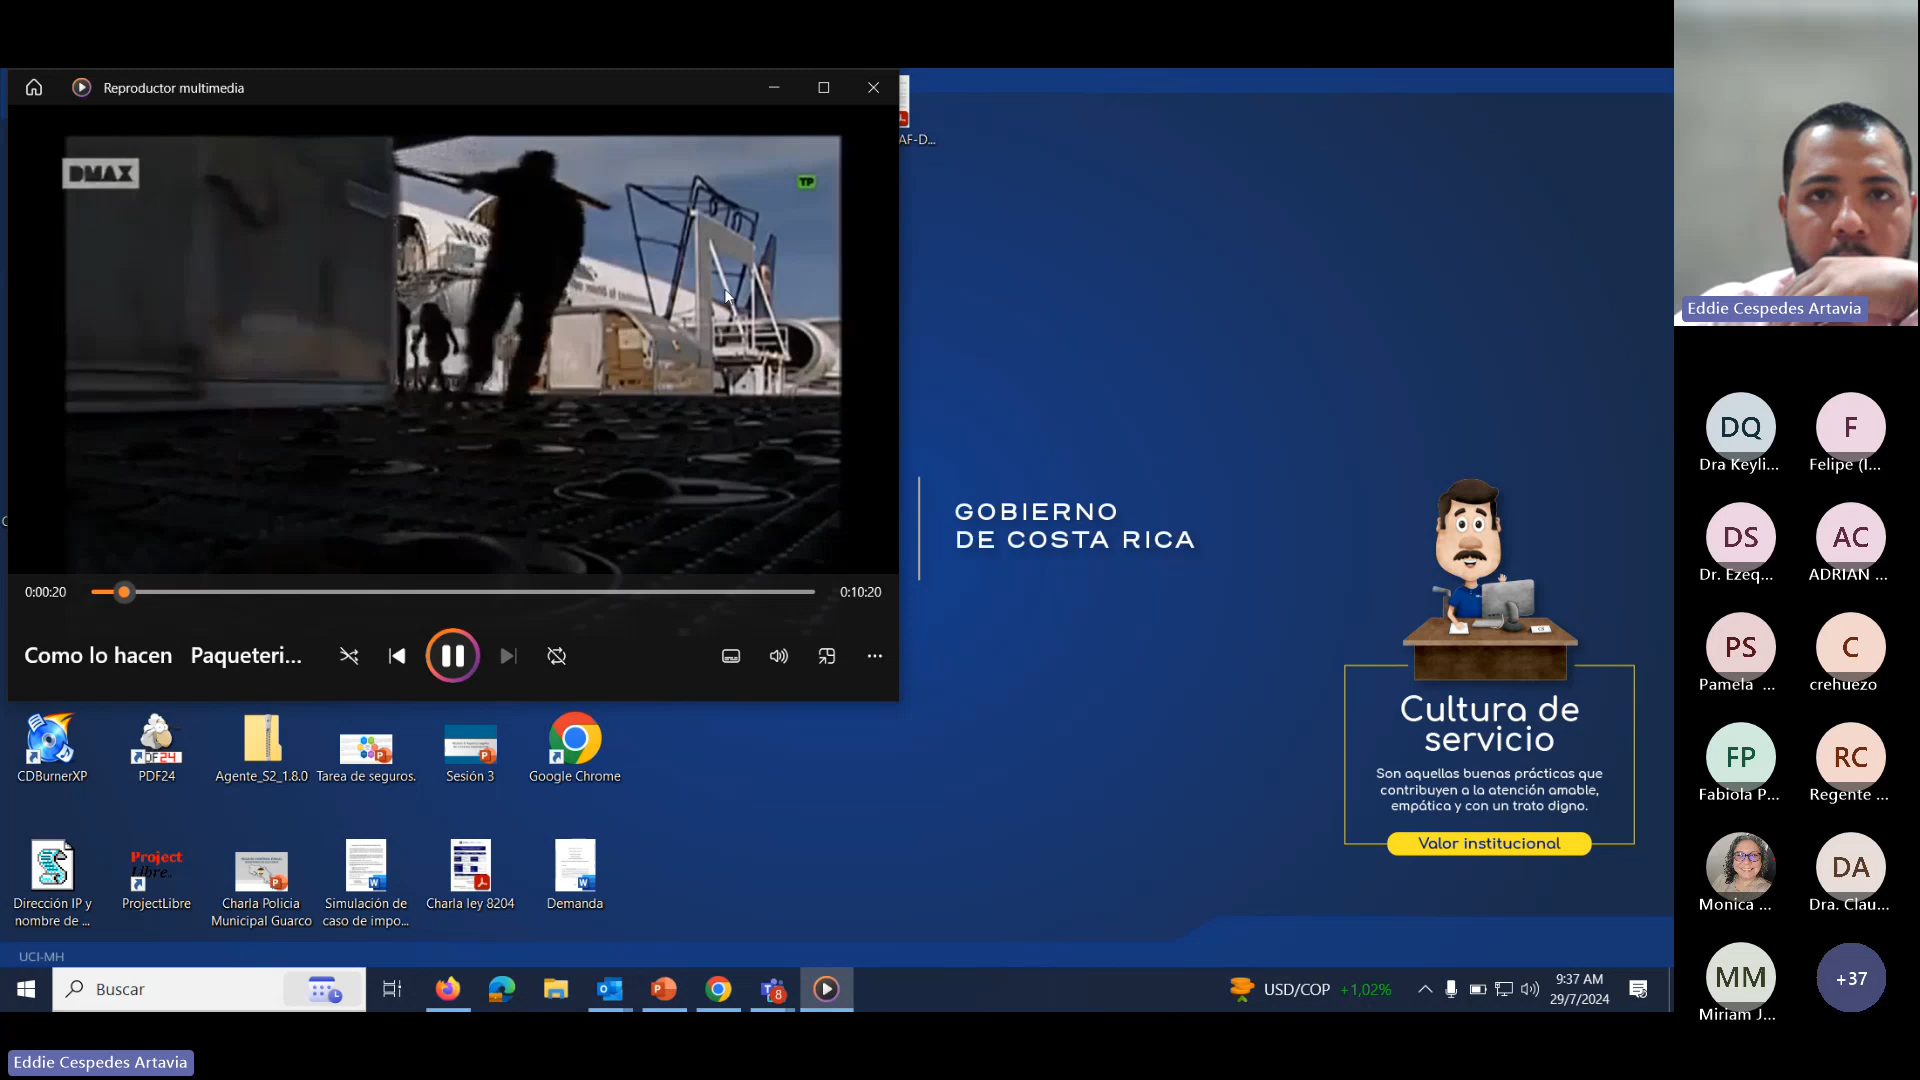 Reproductor multimedia
DMAX
TP
0:00:20
0:10:20
Como lo hacen Paqueteri...
AF-D...
GOBIERNO
DE COSTA RICA
Cultura de
servicio
Son aquellas buenas prácticas que
contribuyen a la atención amable,
empática y con un trato digno.
Valor institucional
CDBurnerXP
PDF24
Agente_S2_1.8.0
Tarea de seguros.
Sesión 3
Google Chrome
Project
Libre.
Dirección IP y
nombre de ...
ProjectLibre
Charla Policia
Municipal Guarco
Simulación de
caso de impo...
Charla ley 8204
Demanda
UCI-MH
Buscar
8
USD/COP +1,02%
9:37 AM
29/7/2024
Eddie Cespedes Artavia
Eddie Cespedes Artavia
DQ
Dra Keyli...
F
Felipe (I...
DS
Dr. Ezeq...
AC
ADRIAN ...
PS
Pamela ...
C
crehuezo
FP
Fabiola P...
RC
Regente ...
Monica ...
DA
Dra. Clau...
MM
Miriam J...
+37